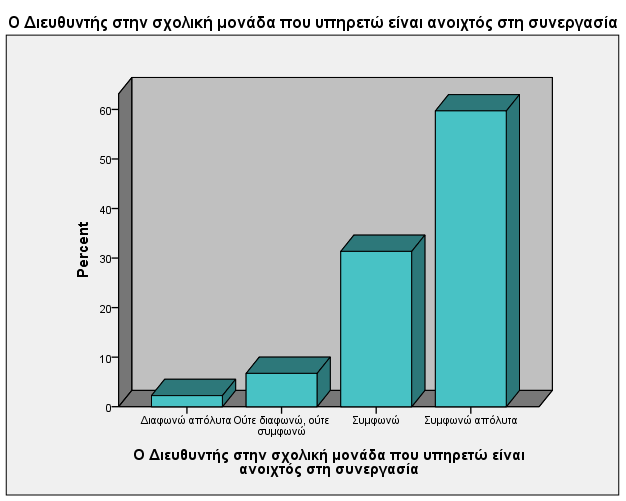 Ο Διευθυντής στην σχολική μονάδα που υπηρετώ είναι ανοιχτός στη συνεργασία
60
50
40
30
20
10
0
Percent
Διαφωνώ απόλυτα
Ούτε διαφωνώ, ούτε
συμφωνώ
Συμφωνώ
Συμφωνώ απόλυτα
Ο Διευθυντής στην σχολική μονάδα που υπηρετώ είναι
ανοιχτός στη συνεργασία